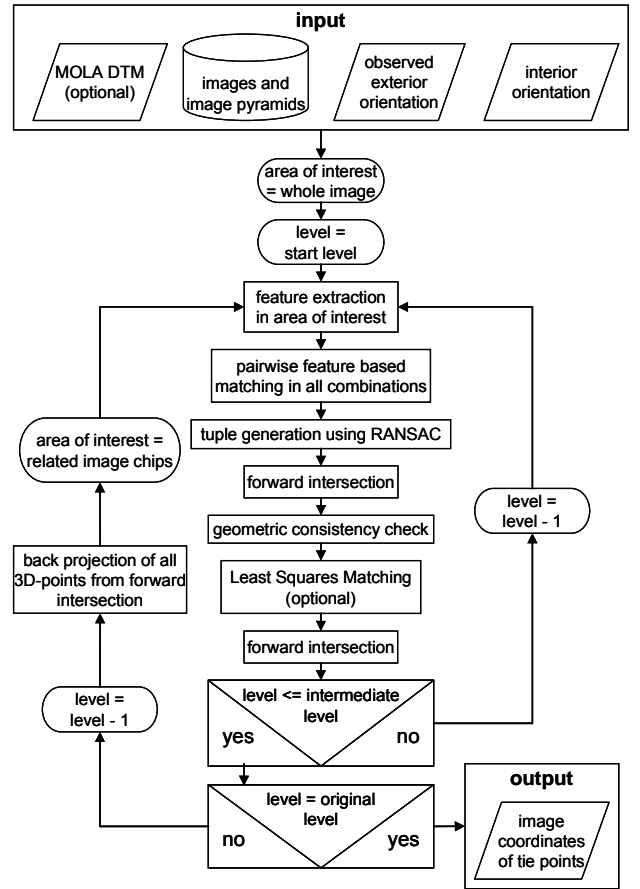 input
MOLA DTM
(optional)
images and
image pyramids
observed
exterior
orientation
interior
orientation
area of interest
= whole image
level =
start level
feature extraction
in area of interest
pairwise feature based
matching in all combinations
tuple generation using RANSAC
forward intersection
geometric consistency check
Least Squares Matching
(optional)
forward intersection
level <= intermediate
level
yes
no
level =
level - 1
level = original
level
no
yes
level =
level - 1
back projection of all
3D-points from forward
intersection
area of interest =
related image chips
output
image
coordinates
of tie points